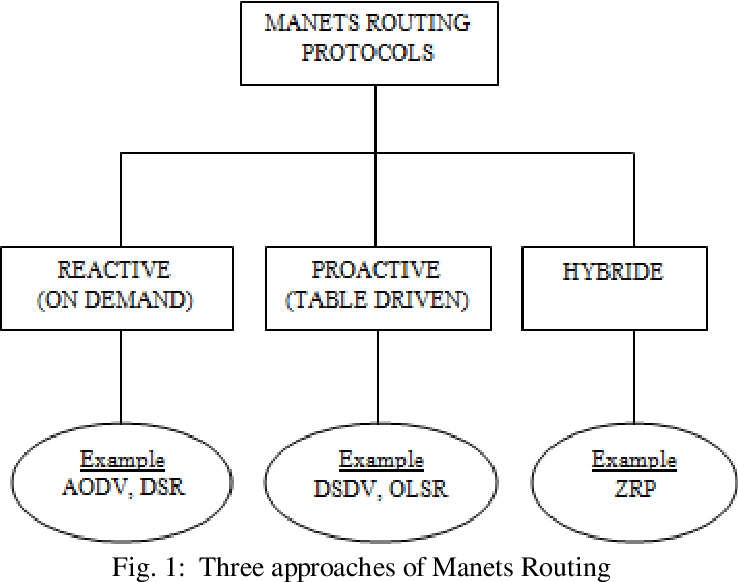 MANETS ROUTING
PROTOCOLS
REACTIVE
(ON DEMAND)
PROACTIVE
(TABLE DRIVEN)
HYBRIDE
Example
AODV, DSR
Example
DSDV, OLSR
Example
ZRP
Fig. 1: Three approaches of Manets Routing